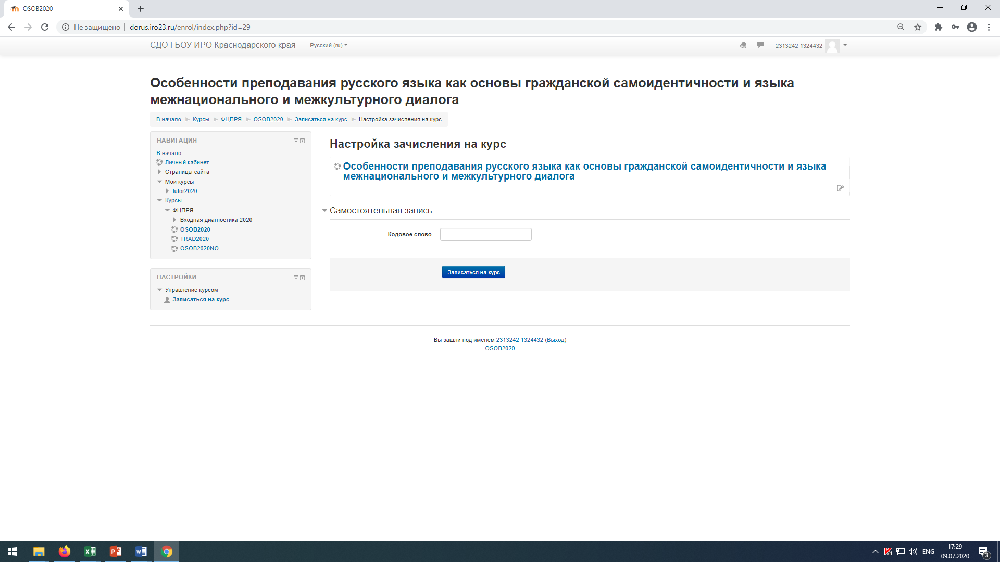 OSOB2020
Не защищено
dorus.iro23.ru/enrol/index.php?id=29
СДО ГБОУ ИРО Краснодарского края
Русский (ru)
2313242 1324432
Особенности преподавания русского языка как основы гражданской самоидентичности и языка
межнационального и межкультурного диалога
В начало Курсы ФЦПРЯ OSOB2020 Записаться на курс Настройка зачисления на курс
НАВИГАЦИЯ
В начало
Личный кабинет
Страницы сайта
Мои курсы
tutor2020
Курсы
ФЦПРЯ
Входная диагностика 2020
OSOB2020
TRAD2020
OSOB2020NO
НАСТРОЙКИ
Управление курсом
Записаться на курс
Настройка зачисления на курс
Особенности преподавания русского языка как основы гражданской самоидентичности и языка
межнационального и межкультурного диалога
Самостоятельная запись
Кодовое слово
Записаться на курс
Вы зашли под именем 2313242 1324432 (Выход)
OSOB2020
ENG
17:29
09.07.2020
3